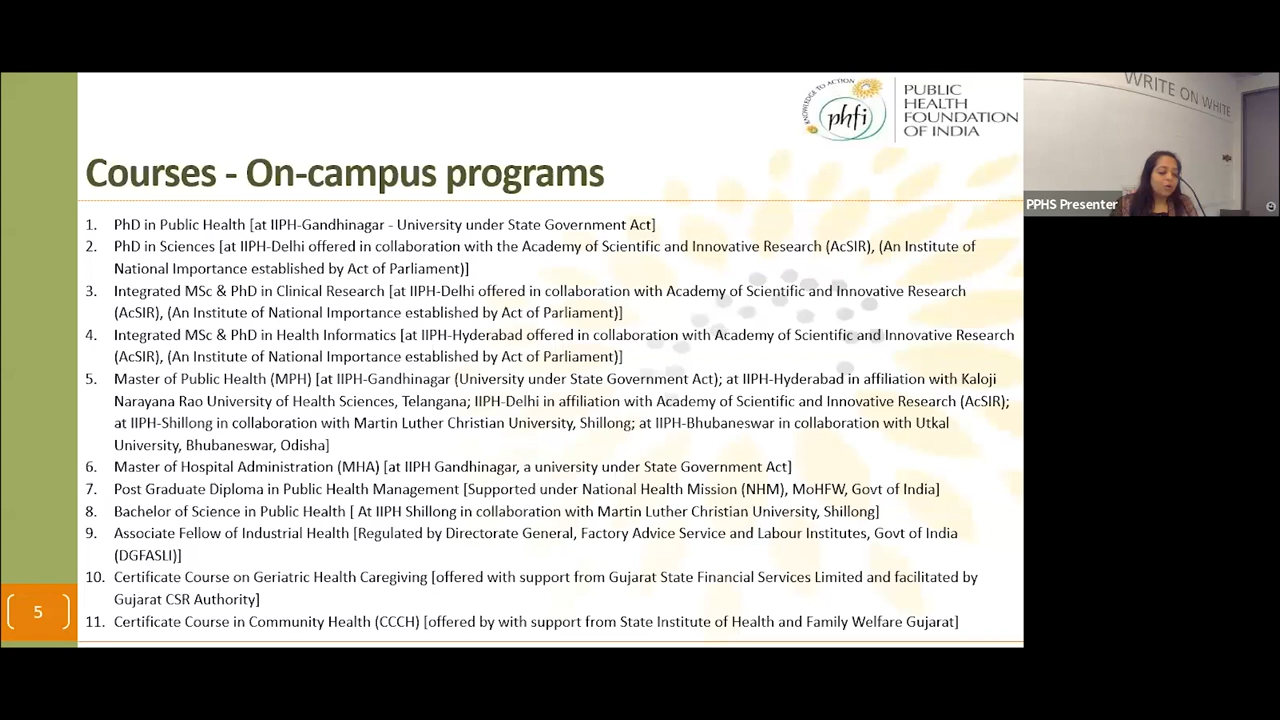 KNOWLEDGE TO ACTION
phfi
PUBLIC
HEALTH
FOUNDATION
OF INDIA
WRITE ON WHITE
PPHS Presenter
Courses - On-campus programs
1. PhD in Public Health [at IIPH-Gandhinagar - University under State Government Act]
2. PhD in Sciences [at IIPH-Delhi offered in collaboration with the Academy of Scientific and Innovative Research (AcSIR), (An Institute of
National Importance established by Act of Parliament)]
3. Integrated MSc & PhD in Clinical Research [at IIPH-Delhi offered in collaboration with Academy of Scientific and Innovative Research
(AcSIR), (An Institute of National Importance established by Act of Parliament)]
4. Integrated MSc & PhD in Health Informatics [at IIPH-Hyderabad offered in collaboration with Academy of Scientific and Innovative Research
(AcSIR), (An Institute of National Importance established by Act of Parliament)]
5. Master of Public Health (MPH) [at IIPH-Gandhinagar (University under State Government Act); at IIPH-Hyderabad in affiliation with Kaloji
Narayana Rao University of Health Sciences, Telangana; IIPH-Delhi in affiliation with Academy of Scientific and Innovative Research (AcSIR);
at IIPH-Shillong in collaboration with Martin Luther Christian University, Shillong; at IIPH-Bhubaneswar in collaboration with Utkal
University, Bhubaneswar, Odisha]
6. Master of Hospital Administration (MHA) [at IIPH Gandhinagar, a university under State Government Act]
7. Post Graduate Diploma in Public Health Management [Supported under National Health Mission (NHM), MoHFW, Govt of India]
8. Bachelor of Science in Public Health [ At IIPH Shillong in collaboration with Martin Luther Christian University, Shillong]
9. Associate Fellow of Industrial Health [Regulated by Directorate General, Factory Advice Service and Labour Institutes, Govt of India
(DGFASLI)]
10. Certificate Course on Geriatric Health Caregiving [offered with support from Gujarat State Financial Services Limited and facilitated by
Gujarat CSR Authority]
11. Certificate Course in Community Health (CCCH) [offered by with support from State Institute of Health and Family Welfare Gujarat]
5